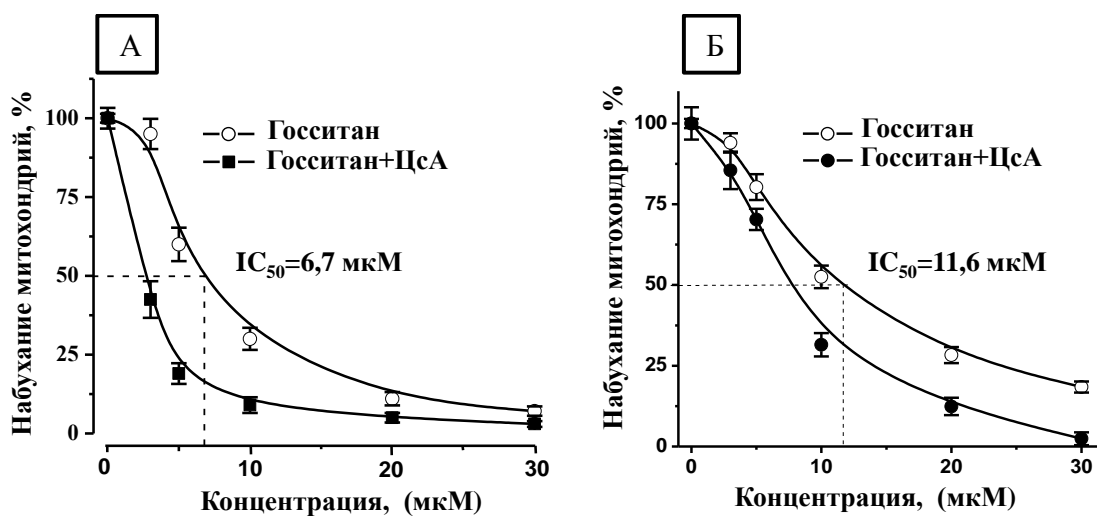 А
Набухание митохондрий, %
100
75
50
25
0
Госситан
Госситан+ЦсА
IC50=6,7 мкМ
0 10 20 30
Концентрация, (мкМ)
Б
Набухание митохондрий, %
100
75
50
25
0
Госситан
Госситан+ЦсА
IC50=11,6 мкМ
0 10 20 30
Концентрация, (мкМ)